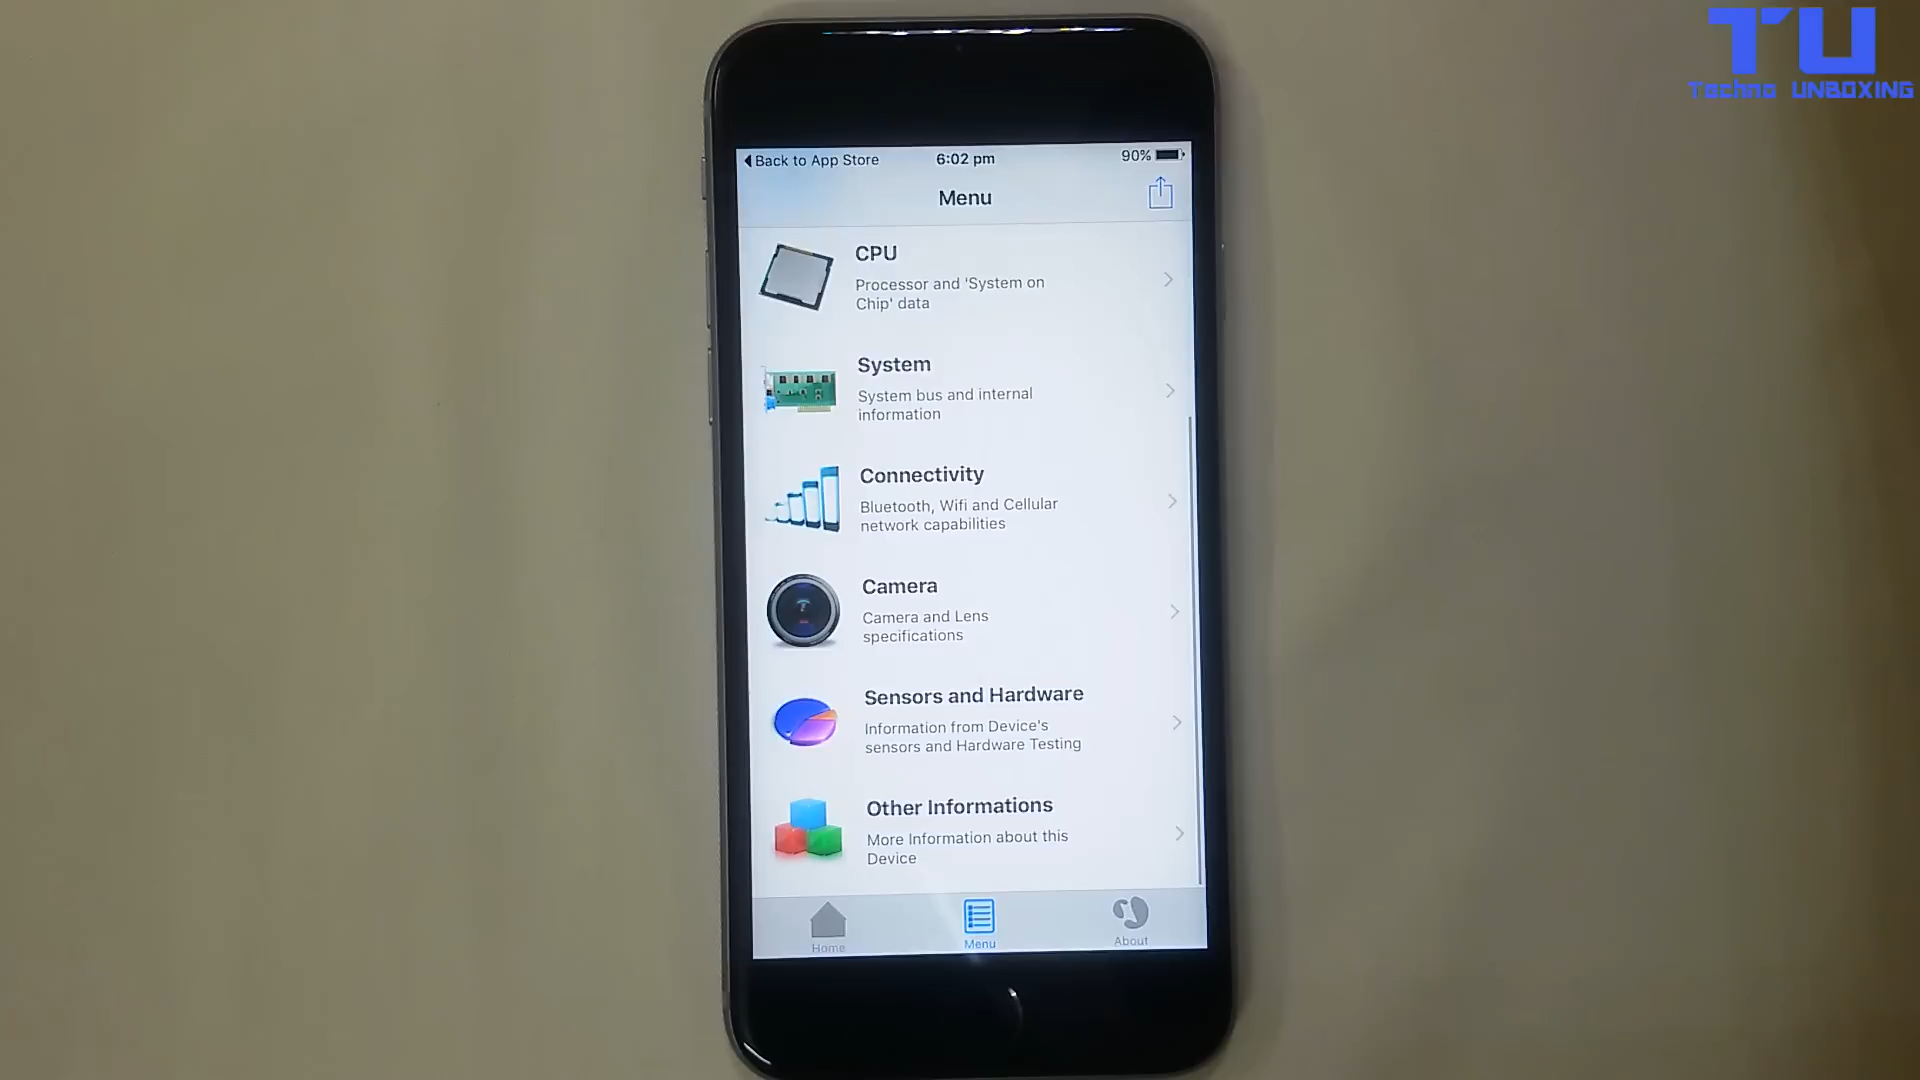 TU
Techno UNBOXING
Back to App Store
6:02 pm
90%
Menu
CPU
Processor and 'System on
Chip' data
System
System bus and internal
information
Connectivity
Bluetooth, Wifi and Cellular
network capabilities
Camera
Camera and Lens
specifications
Sensors and Hardware
Information from Device's
sensors and Hardware Testing
Other Informations
More Information about this
Device
Home
Menu
About